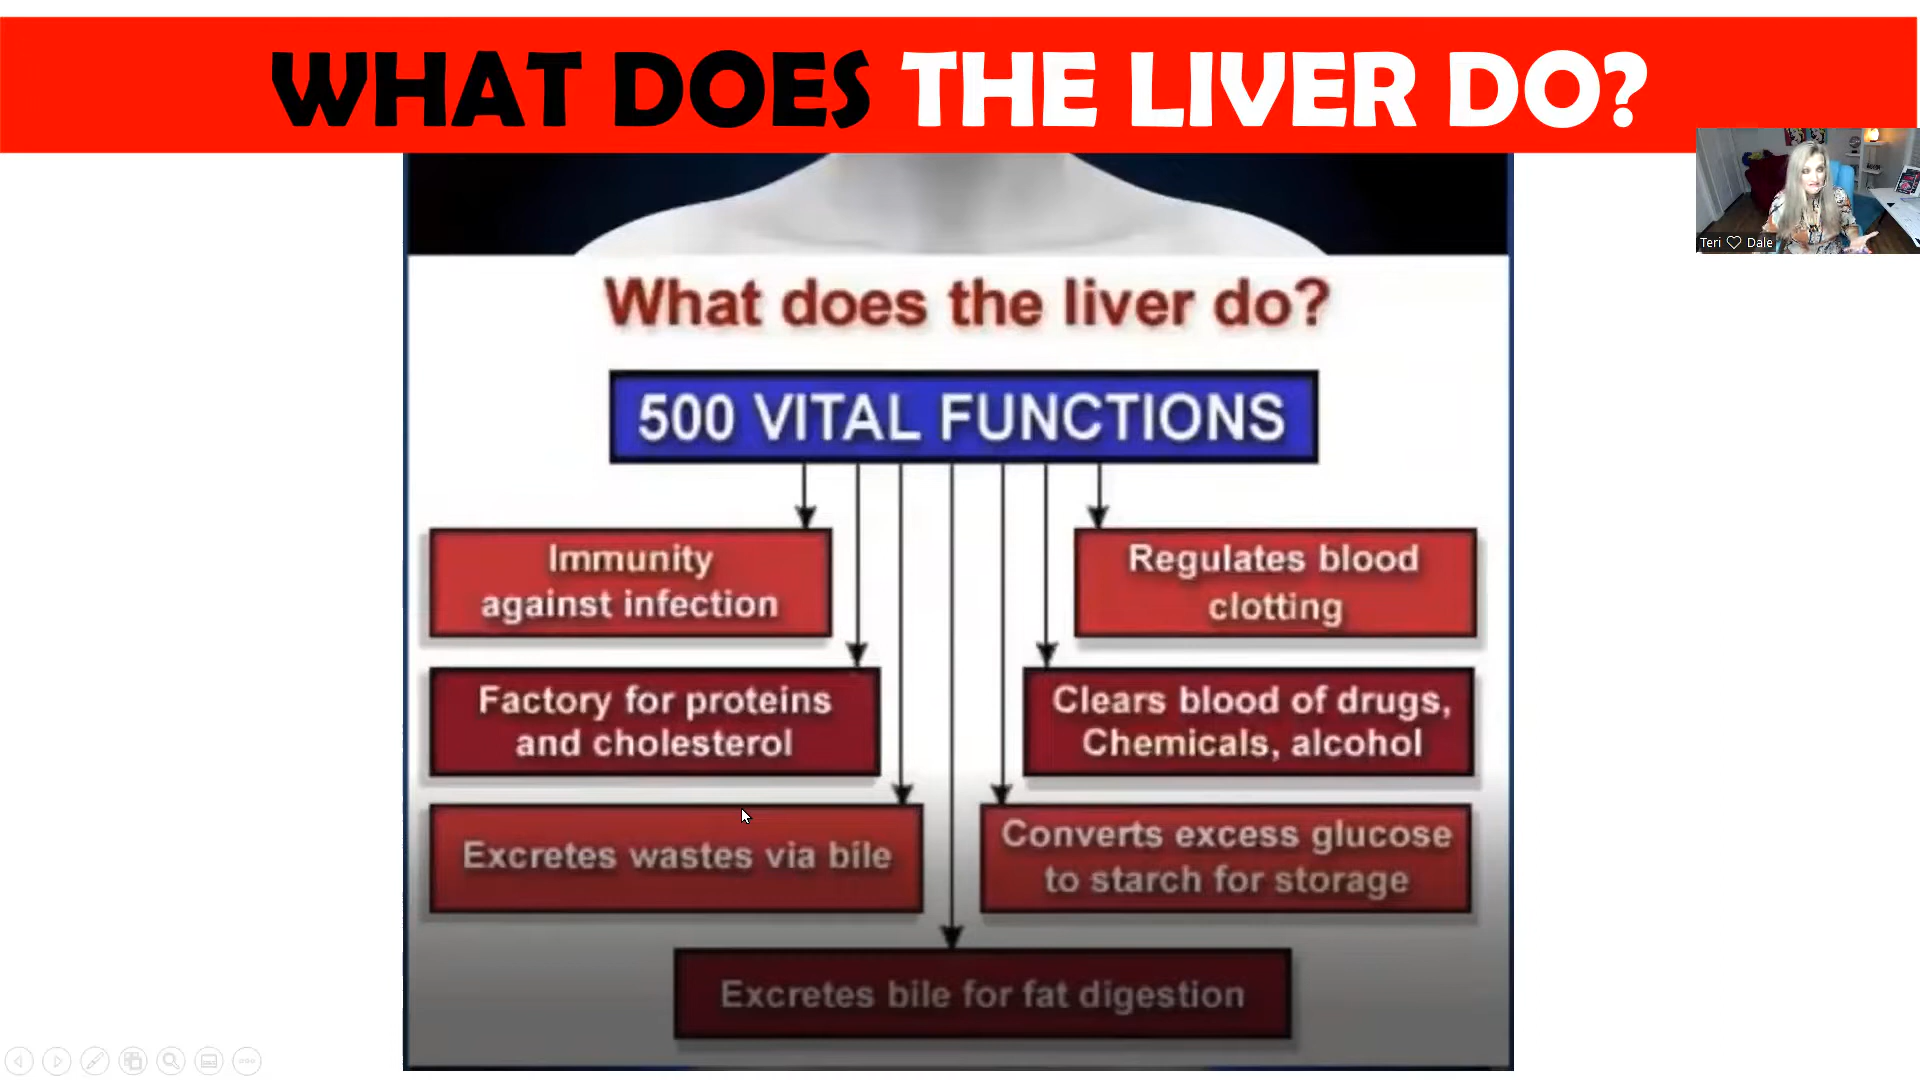 WHAT DOES THE LIVER DO?
Teri ♡ Dale
What does the liver do?
500 VITAL FUNCTIONS
Immunity
against infection
Regulates blood
clotting
Factory for proteins
and cholesterol
Clears blood of drugs,
Chemicals, alcohol
Excretes wastes via bile
Converts excess glucose
to starch for storage
Excretes bile for fat digestion